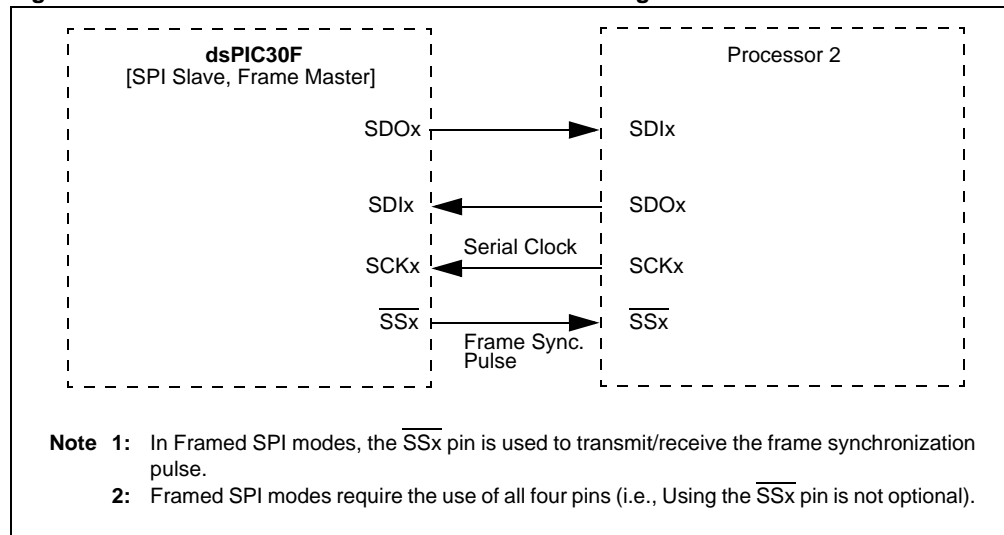 dsPIC30F
[SPI Slave, Frame Master]
Processor 2
SDOx
SDIx
SDIx
SDOx
Serial Clock
SCKx
SCKx
SSx
SSx
Frame Sync.
Pulse
Note 1: In Framed SPI modes, the SSx pin is used to transmit/receive the frame synchronization
pulse.
2: Framed SPI modes require the use of all four pins (i.e., Using the SSx pin is not optional).